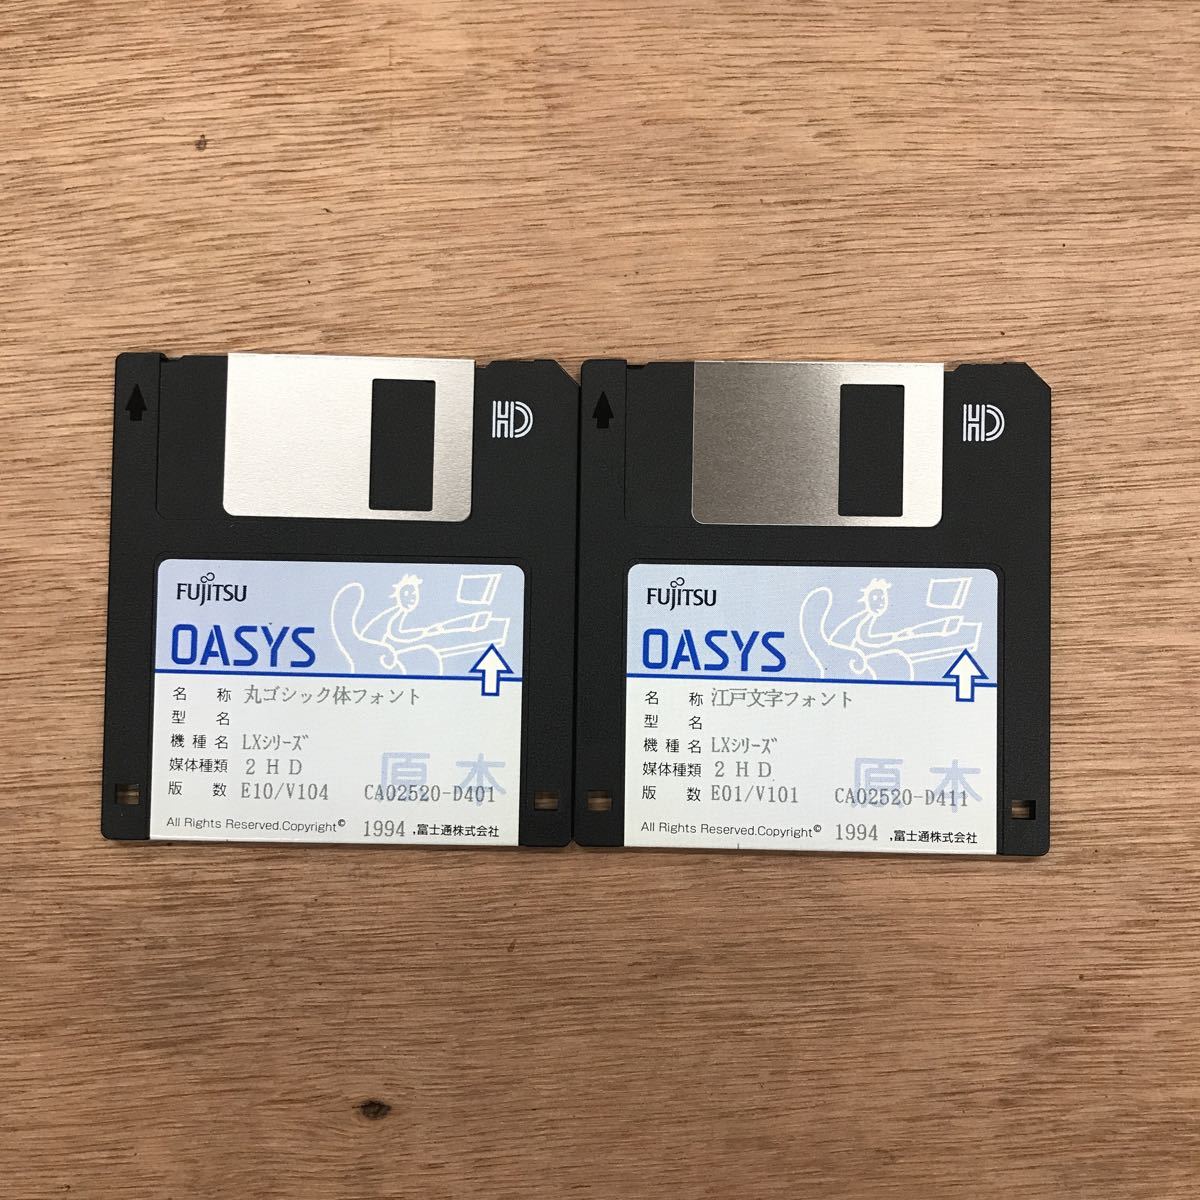 HD
FUJITSU
OASYS
名 称 丸ゴシック体フォント
型 名
機種名 LXｼﾘｰｽﾞ
媒体種類 2HD
原本
版 数 E10/V104 CA02520-D401
All Rights Reserved.Copyright© 1994 ,富士通株式会社
HD
FUJITSU
OASYS
名 称 江戸文字フォント
型 名
機種名 LXｼﾘｰｽﾞ
媒体種類 2HD
原本
版 数 E01/V101 CA02520-D411
All Rights Reserved.Copyright© 1994 ,富士通株式会社